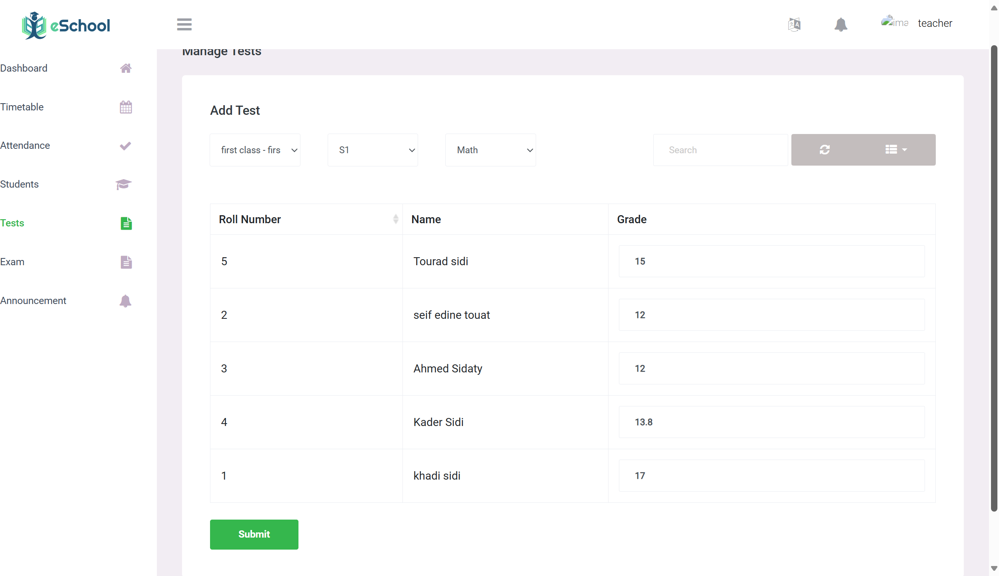 eSchool
teacher
Manage Tests
Dashboard
Timetable
Attendance
Students
Tests
Exam
Announcement
Add Test
first class - firs
S1
Math
Search
Roll Number Name Grade
5 Tourad sidi 15
2 seif edine touat 12
3 Ahmed Sidaty 12
4 Kader Sidi 13.8
1 khadi sidi 17
Submit